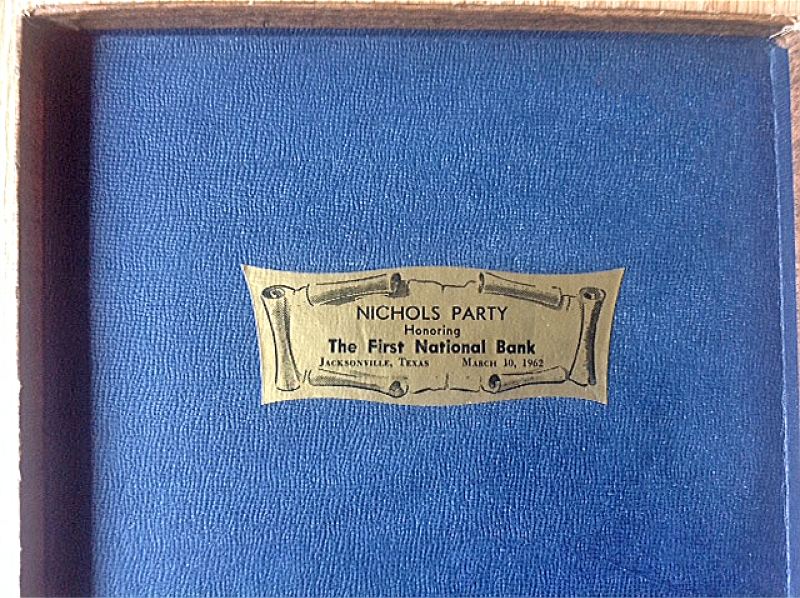 NICHOLS PARTY
Honoring
The First National Bank
JACKSONVILLE, TEXAS MARCH 10, 1962